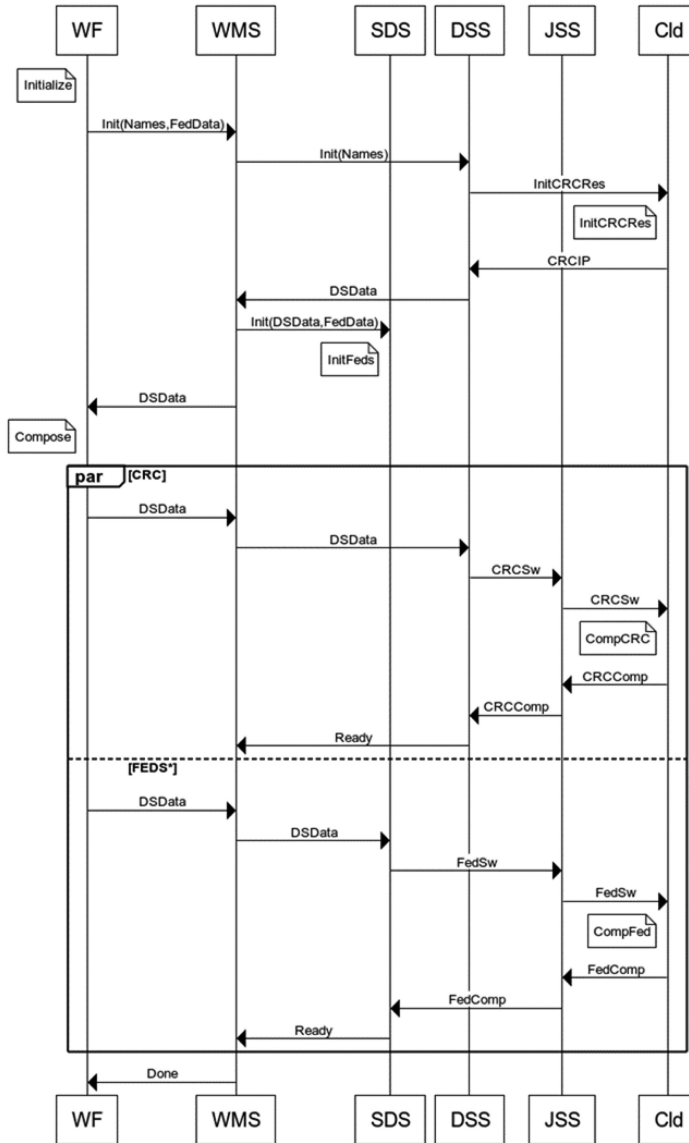 WF WMS SDS DSS JSS Cld
Initialize
Init(Names,FedData)
Init(Names)
InitCRCRes
InitCRCRes
CRCIP
DSData
Init(DSData,FedData)
InitFeds
DSData
Compose
par [CRC]
DSData
DSData
CRCSw
CRCSw
CompCRC
CRCComp
CRCComp
Ready
[FEDS*]
DSData
DSData
FedSw
FedSw
CompFed
FedComp
FedComp
Ready
Done
WF WMS SDS DSS JSS Cld